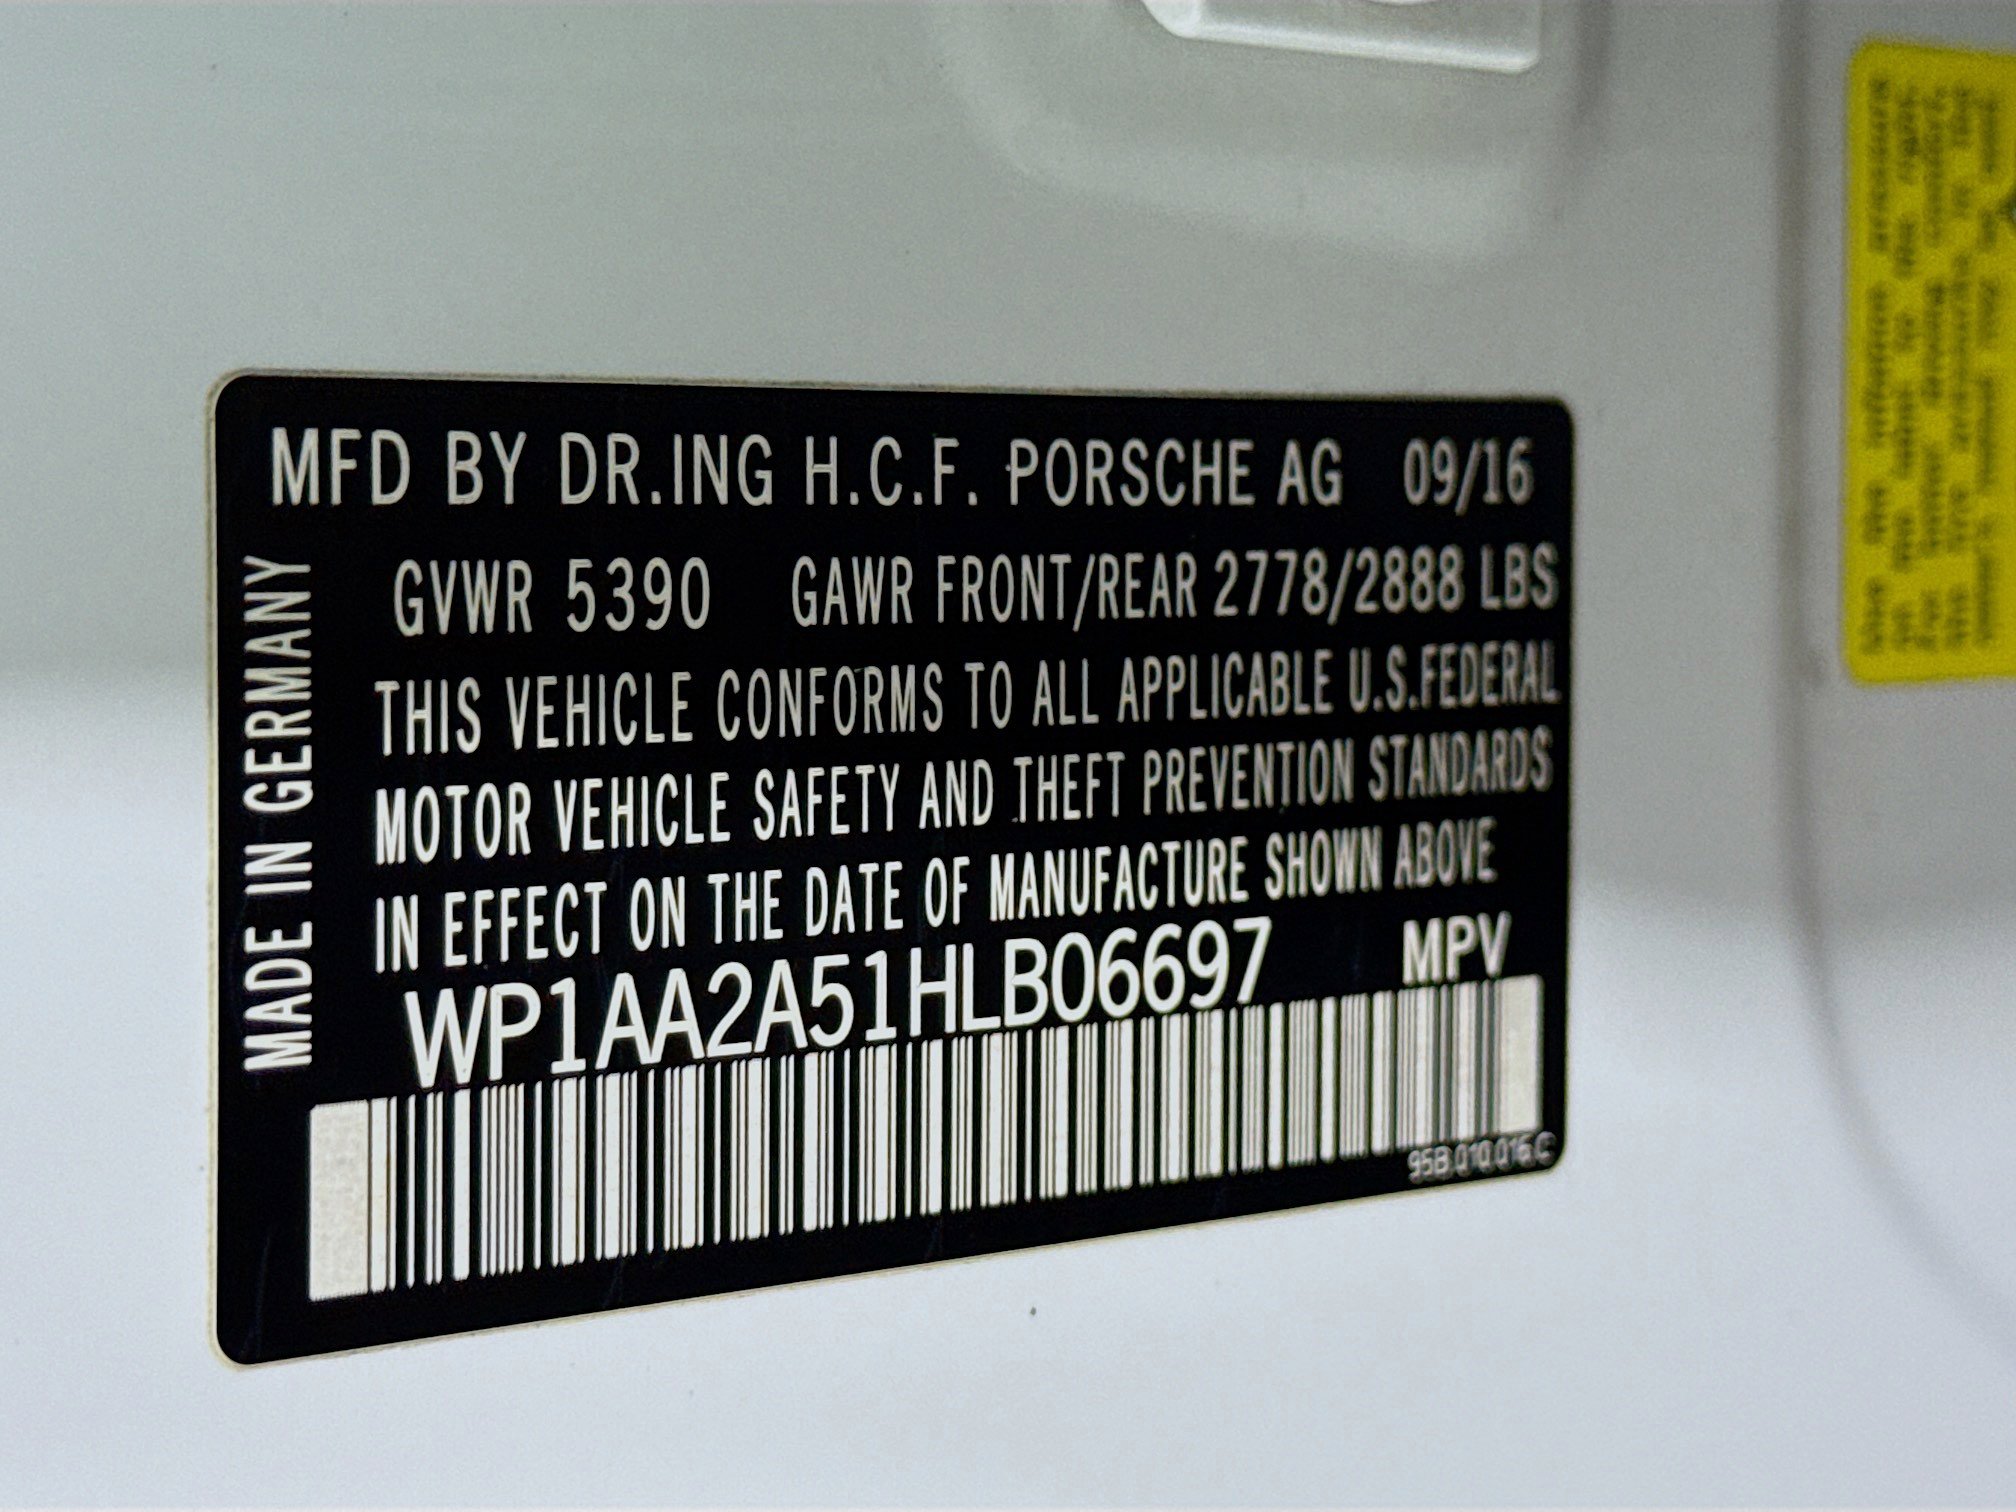 MFD BY DR.ING H.C.F. PORSCHE AG 09/16
GVWR 5390 GAWR FRONT/REAR 2778/2888 LBS
THIS VEHICLE CONFORMS TO ALL APPLICABLE U.S.FEDERAL
MOTOR VEHICLE SAFETY AND THEFT PREVENTION STANDARDS
IN EFFECT ON THE DATE OF MANUFACTURE SHOWN ABOVE
WP1AA2A51HLB06697 MPV
95B.010.016.C
MADE IN GERMANY